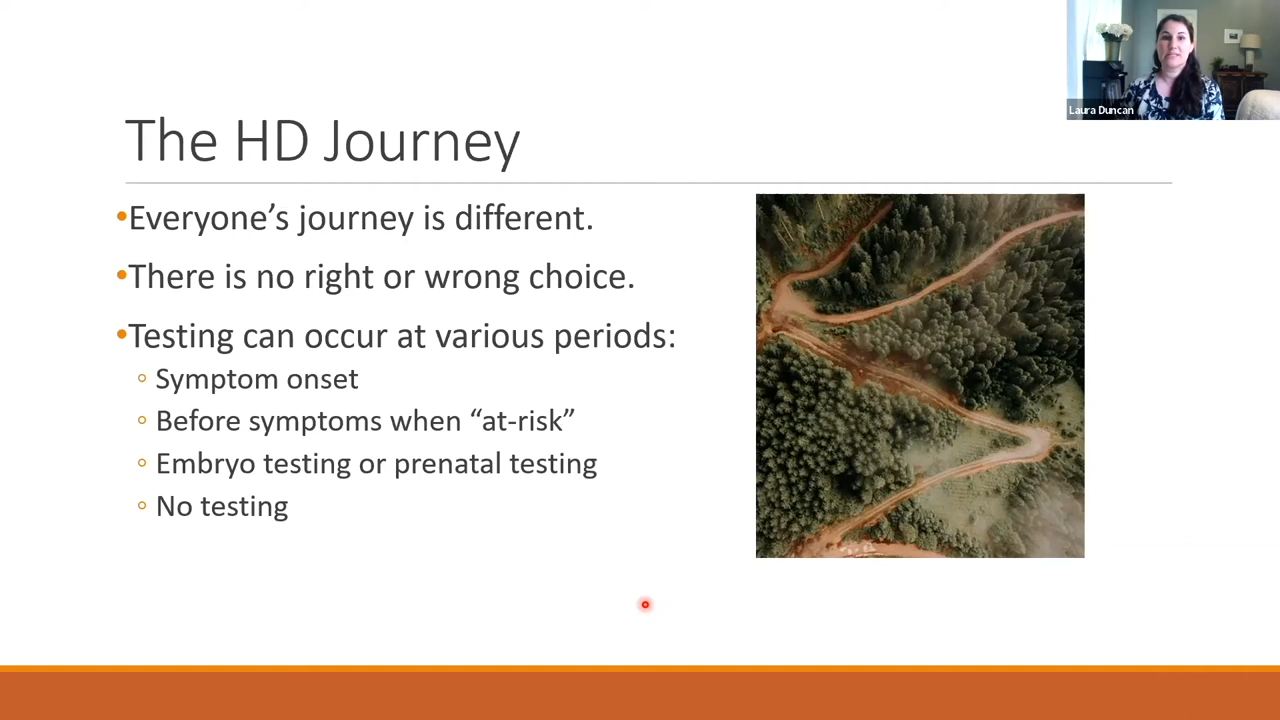 Laura Duncan
The HD Journey
•Everyone’s journey is different.
•There is no right or wrong choice.
•Testing can occur at various periods:
◦ Symptom onset
◦ Before symptoms when “at-risk”
◦ Embryo testing or prenatal testing
◦ No testing